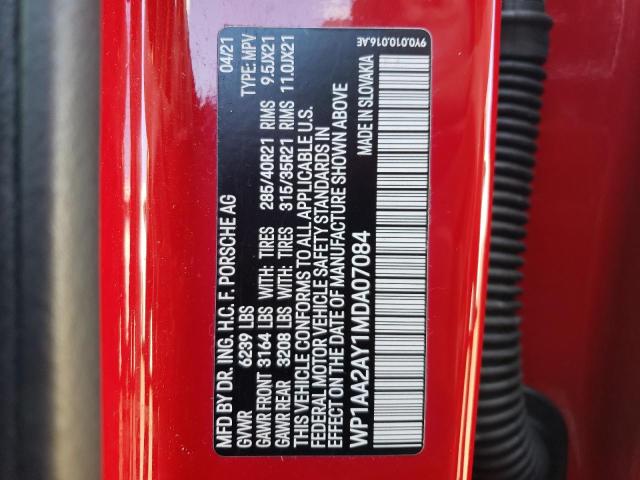 MFD BY DR. ING. H.C. F. PORSCHE AG 04/21
GVWR 6239 LBS TYPE: MPV
GAWR FRONT 3164 LBS WITH: TIRES 285/40R21 RIMS 9.5JX21
GAWR REAR 3208 LBS WITH: TIRES 315/35R21 RIMS 11.0JX21
THIS VEHICLE CONFORMS TO ALL APPLICABLE U.S.
FEDERAL MOTOR VEHICLE SAFETY STANDARDS IN
EFFECT ON DATE OF MANUFACTURE SHOWN ABOVE
WP1AA2AY1MDA07084 MADE IN SLOVAKIA
9Y0.010.016.AE